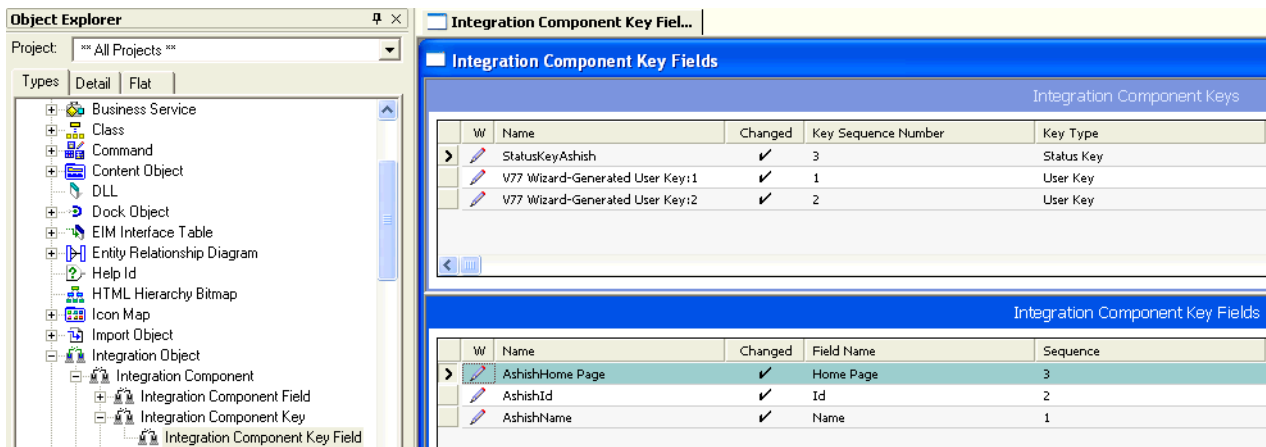 Object Explorer
Project: ** All Projects **
Types Detail Flat
Business Service
Class
Command
Content Object
DLL
Dock Object
EIM Interface Table
Entity Relationship Diagram
Help Id
HTML Hierarchy Bitmap
Icon Map
Import Object
Integration Object
Integration Component
Integration Component Field
Integration Component Key
Integration Component Key Field
Integration Component Key Fiel...
Integration Component Key Fields
Integration Component Keys
W Name Changed Key Sequence Number Key Type
StatusKeyAshish 3 Status Key
V77 Wizard-Generated User Key:1 1 User Key
V77 Wizard-Generated User Key:2 2 User Key
Integration Component Key Fields
W Name Changed Field Name Sequence
AshishHome Page Home Page 3
AshishId Id 2
AshishName Name 1